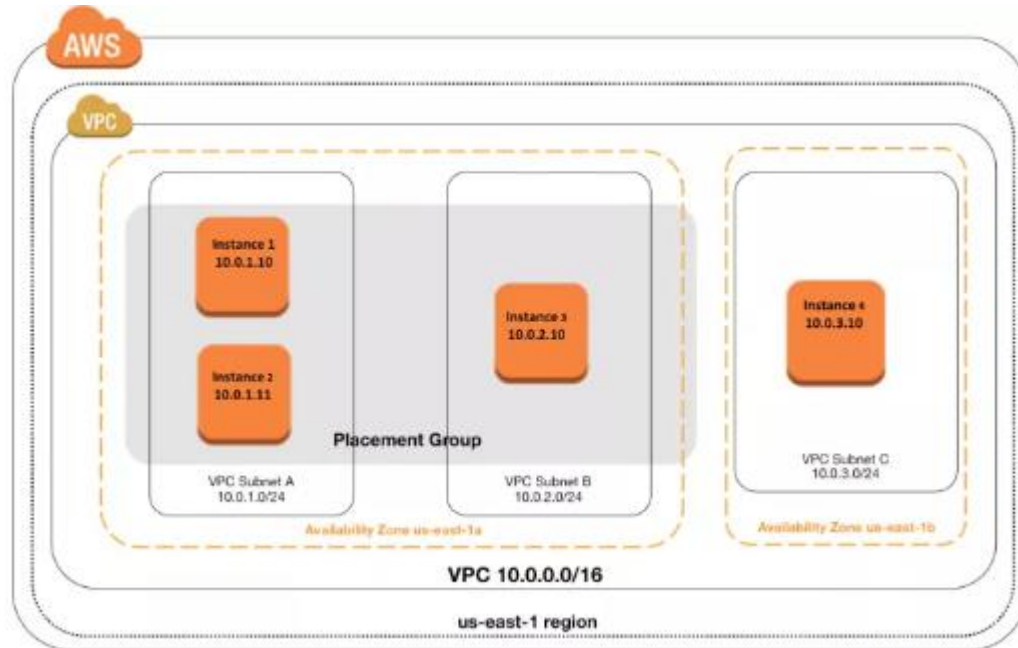 AWS
VPC
Instance 1
10.0.1.10
Instance 2
10.0.1.11
Instance 3
10.0.2.10
Instance 4
10.0.3.10
Placement Group
VPC Subnet A
10.0.1.0/24
VPC Subnet B
10.0.2.0/24
VPC Subnet C
10.0.3.0/24
Availability Zone us-east-1a
Availability Zone us-east-1b
VPC 10.0.0.0/16
us-east-1 region